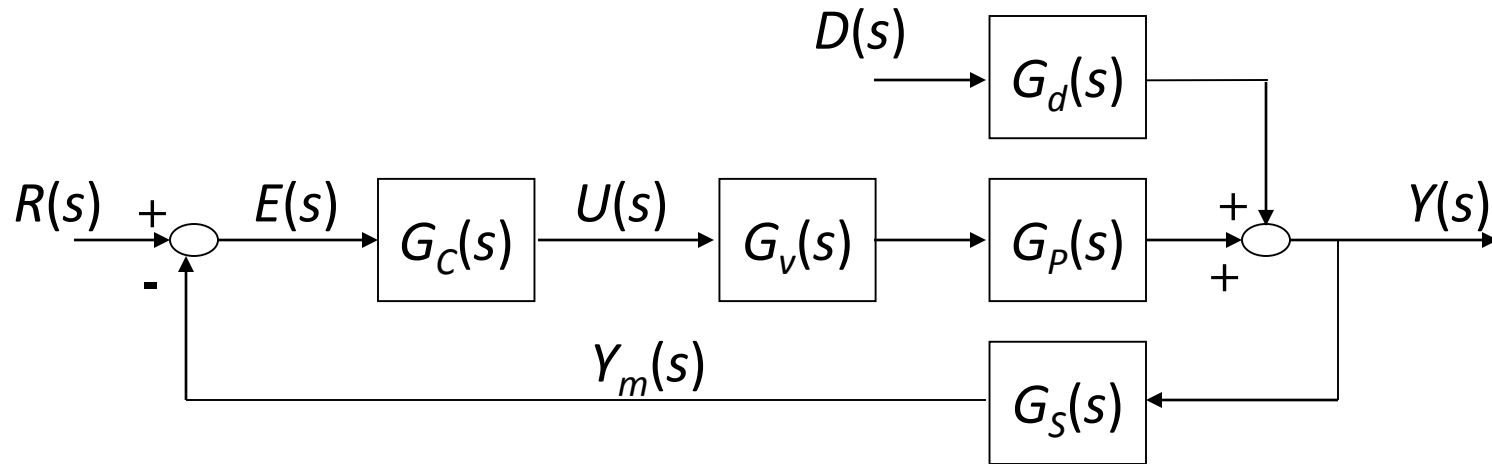 D(s)
G_d(s)
R(s)
+
E(s)
G_C(s)
U(s)
G_v(s)
G_P(s)
+
Y(s)
-
+
Y_m(s)
G_S(s)